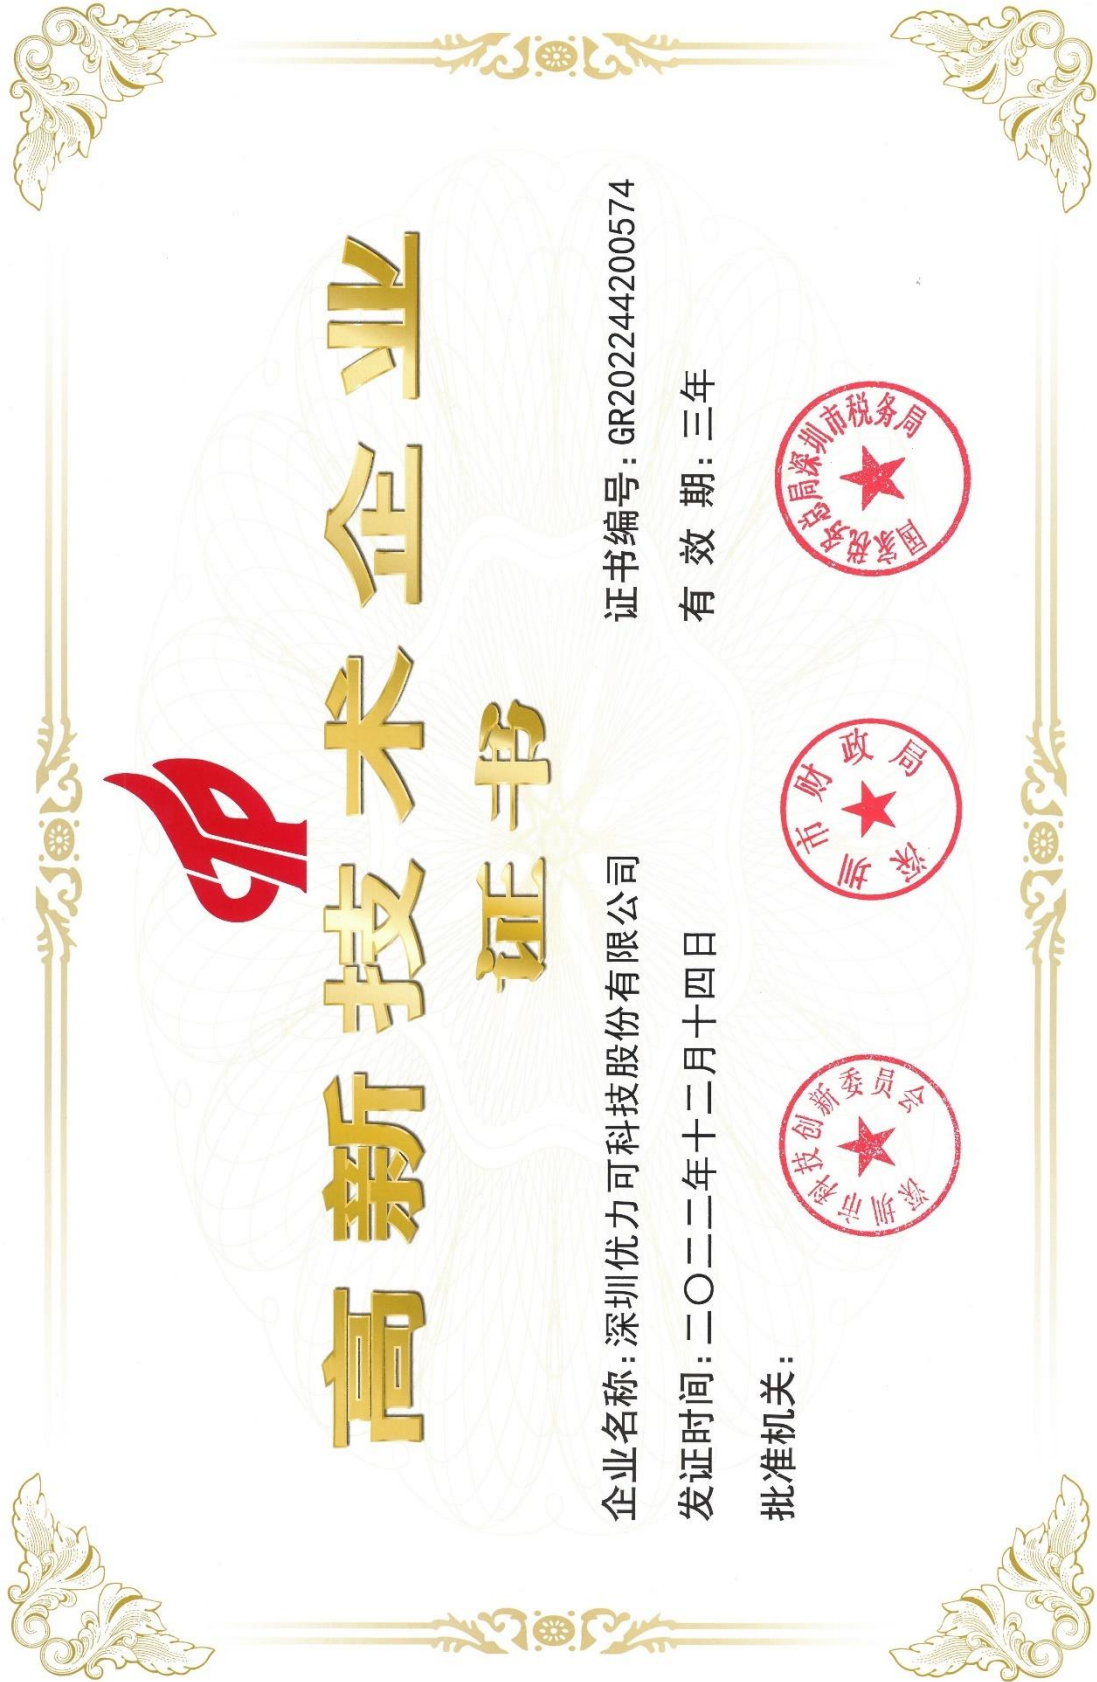 高新技术企业
证书
企业名称：深圳优力可科技股份有限公司
证书编号：GR202244200574
发证时间：二〇二二年十二月十四日
有效期：三年
批准机关：
深圳市科技创新委员会
深圳市财政局
国家税务总局深圳市税务局